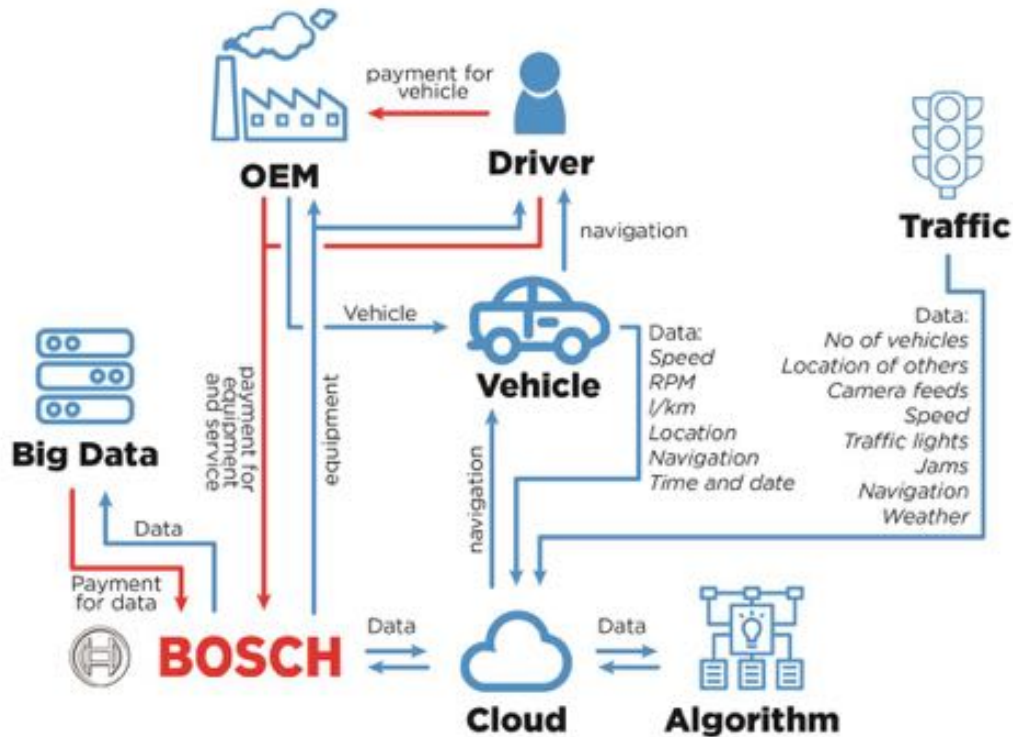 payment for
vehicle
OEM
Driver
Traffic
navigation
Vehicle
Vehicle
Data:
Speed
RPM
l/km
Location
Navigation
Time and date
Data:
No of vehicles
Location of others
Camera feeds
Speed
Traffic lights
Jams
Navigation
Weather
Big Data
payment for
equipment
and service
equipment
navigation
Data
Payment
for data
BOSCH
Data
Cloud
Data
Algorithm